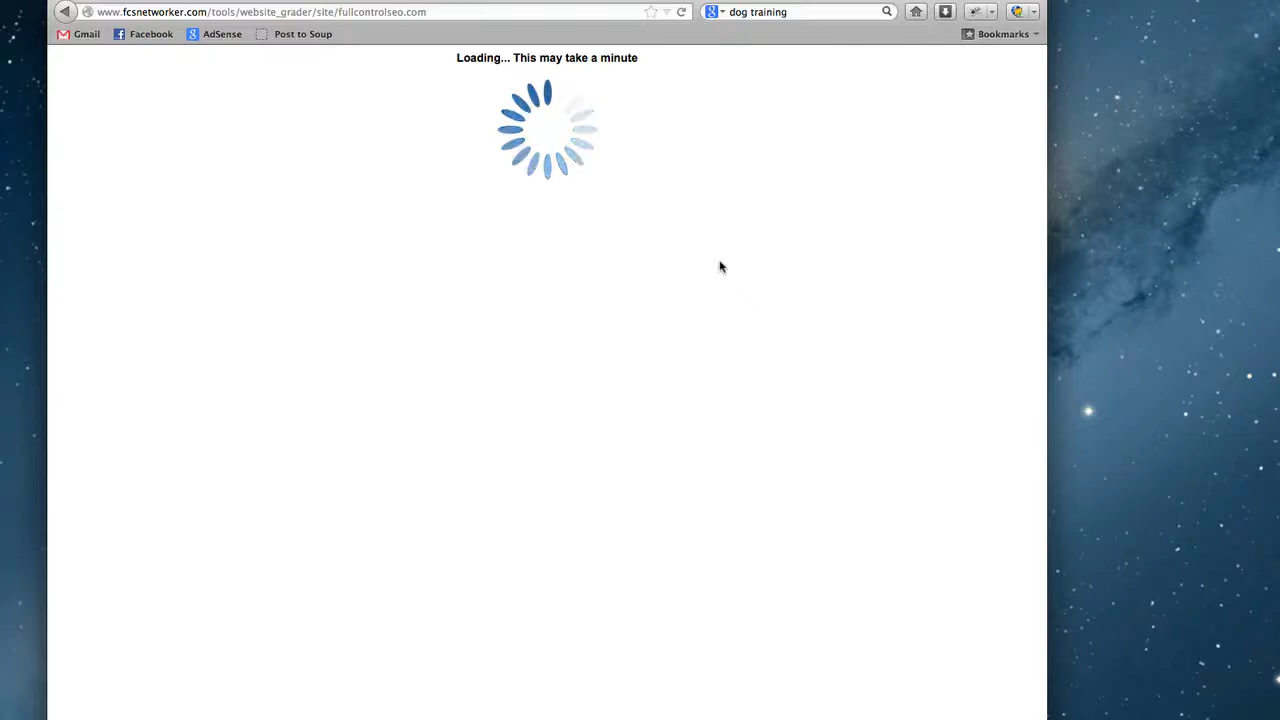 www.fcsnetworker.com/tools/website_grader/site/fullcontrolseo.com
dog training
Gmail
Facebook
AdSense
Post to Soup
Bookmarks
Loading... This may take a minute